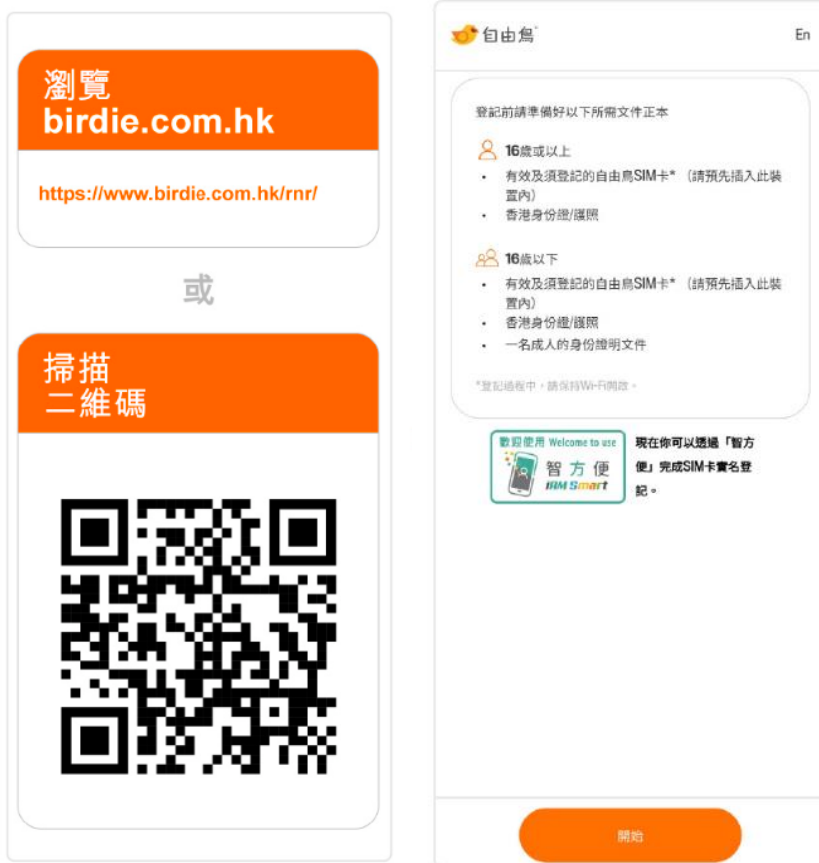 瀏覽
birdie.com.hk
https://www.birdie.com.hk/rnr/
或
掃描
二維碼
自由鳥
En
登記前請準備好以下所需文件正本
16歲或以上
• 有效及須登記的自由鳥SIM卡* (請預先插入此裝
置內)
• 香港身份證/護照
16歲以下
• 有效及須登記的自由鳥SIM卡* (請預先插入此裝
置內)
• 香港身份證/護照
• 一名成人的身份證明文件
*登記過程中，請保持Wi-Fi開啟。
歡迎使用 Welcome to use
智方便
iAM Smart
現在你可以透過「智方
便」完成SIM卡實名登
記。
開始